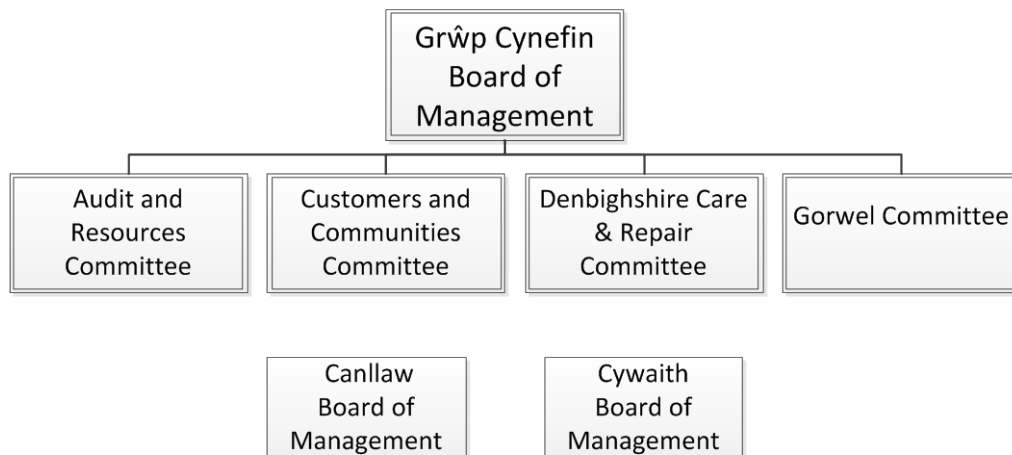 Grŵp Cynefin
Board of
Management
Audit and
Resources
Committee
Customers and
Communities
Committee
Denbighshire Care
& Repair
Committee
Gorwel Committee
Canllaw
Board of
Management
Cywaith
Board of
Management